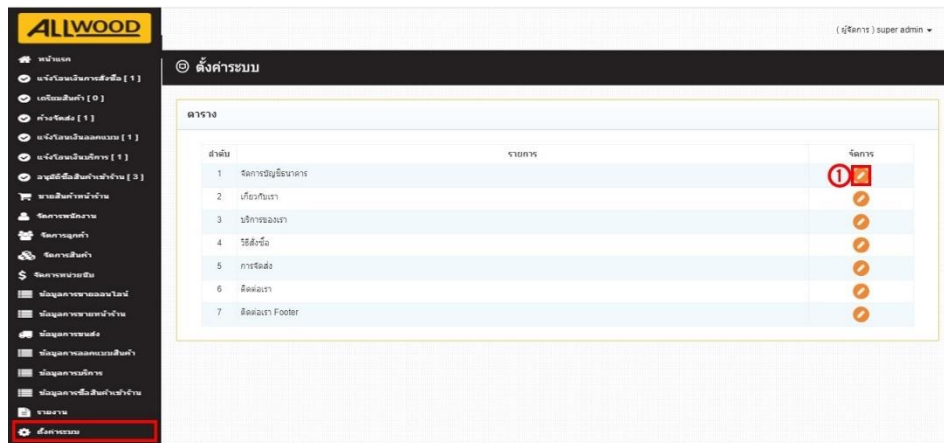 ALLWOOD
( ผู้จัดการ ) super admin
หน้าแรก
แจ้งโอนเงินการสั่งซื้อ [ 1 ]
เตรียมสินค้า [ 0 ]
ค้างจัดส่ง [ 1 ]
แจ้งโอนเงินออกแบบ [ 1 ]
แจ้งโอนเงินบริการ [ 1 ]
อนุมัติซื้อสินค้าเข้าร้าน [ 3 ]
ขายสินค้าหน้าร้าน
จัดการพนักงาน
จัดการลูกค้า
จัดการสินค้า
จัดการหน่วยนับ
ข้อมูลการขายออนไลน์
ข้อมูลการขายหน้าร้าน
ข้อมูลการขนส่ง
ข้อมูลการออกแบบสินค้า
ข้อมูลการบริการ
ข้อมูลการซื้อสินค้าเข้าร้าน
รายงาน
ตั้งค่าระบบ
ตั้งค่าระบบ
ตาราง
ลำดับ รายการ จัดการ
1 จัดการบัญชีธนาคาร 1
2 เกี่ยวกับเรา
3 บริการของเรา
4 วิธีสั่งซื้อ
5 การจัดส่ง
6 ติดต่อเรา
7 ติดต่อเรา Footer